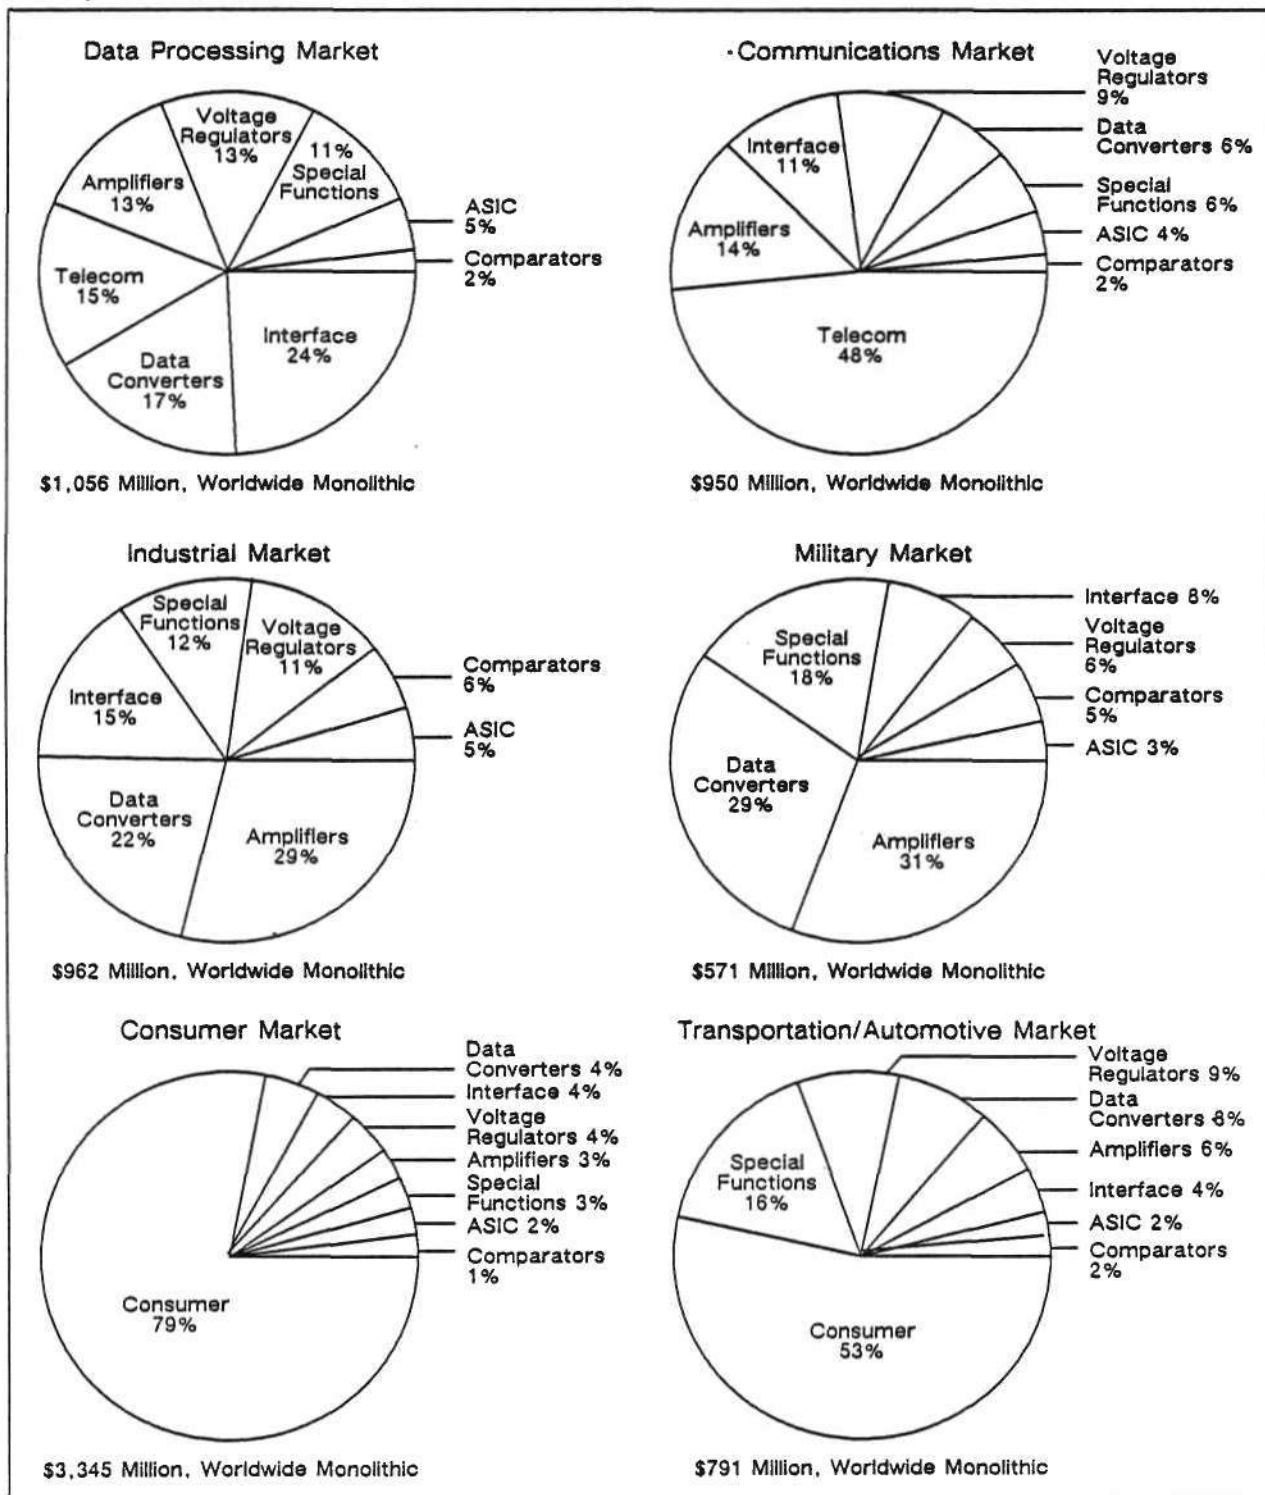 Data Processing Market
Voltage
Regulators
13%
11%
Special
Functions
Amplifiers
13%
ASIC
5%
Comparators
2%
Telecom
15%
Interface
24%
Data
Converters
17%
$1,056 Million, Worldwide Monolithic
Communications Market
Voltage
Regulators
9%
Interface
11%
Data
Converters 6%
Special
Functions 6%
Amplifiers
14%
ASIC 4%
Comparators
2%
Telecom
48%
$950 Million, Worldwide Monolithic
Industrial Market
Special
Functions
12%
Voltage
Regulators
11%
Comparators
6%
Interface
15%
ASIC
5%
Data
Converters
22%
Amplifiers
29%
$962 Million, Worldwide Monolithic
Military Market
Interface 8%
Special
Functions
18%
Voltage
Regulators
6%
Comparators
5%
ASIC 3%
Data
Converters
29%
Amplifiers
31%
$571 Million, Worldwide Monolithic
Consumer Market
Data
Converters 4%
Interface 4%
Voltage
Regulators 4%
Amplifiers 3%
Special
Functions 3%
ASIC 2%
Comparators
1%
Consumer
79%
$3,345 Million, Worldwide Monolithic
Transportation/Automotive Market
Voltage
Regulators 9%
Data
Converters 8%
Amplifiers 6%
Special
Functions
16%
Interface 4%
ASIC 2%
Comparators
2%
Consumer
53%
$791 Million, Worldwide Monolithic